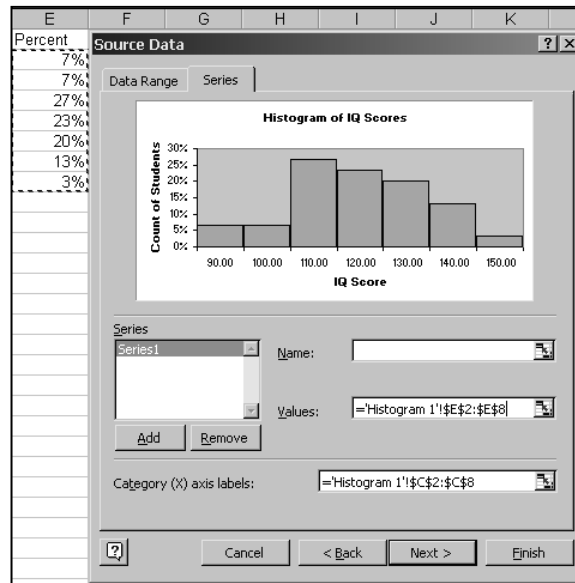 E F G H I J K
Percent
7%
7%
27%
23%
20%
13%
3%
Source Data
? ×
Data Range Series
Histogram of IQ Scores
Count of Students
30%
25%
20%
15%
10%
5%
0%
90.00 100.00 110.00 120.00 130.00 140.00 150.00
IQ Score
Series
Series1
Name:
Values: ='Histogram 1'!$E$2:$E$8
Add Remove
Category (X) axis labels: ='Histogram 1'!$C$2:$C$8
? Cancel < Back Next > Finish